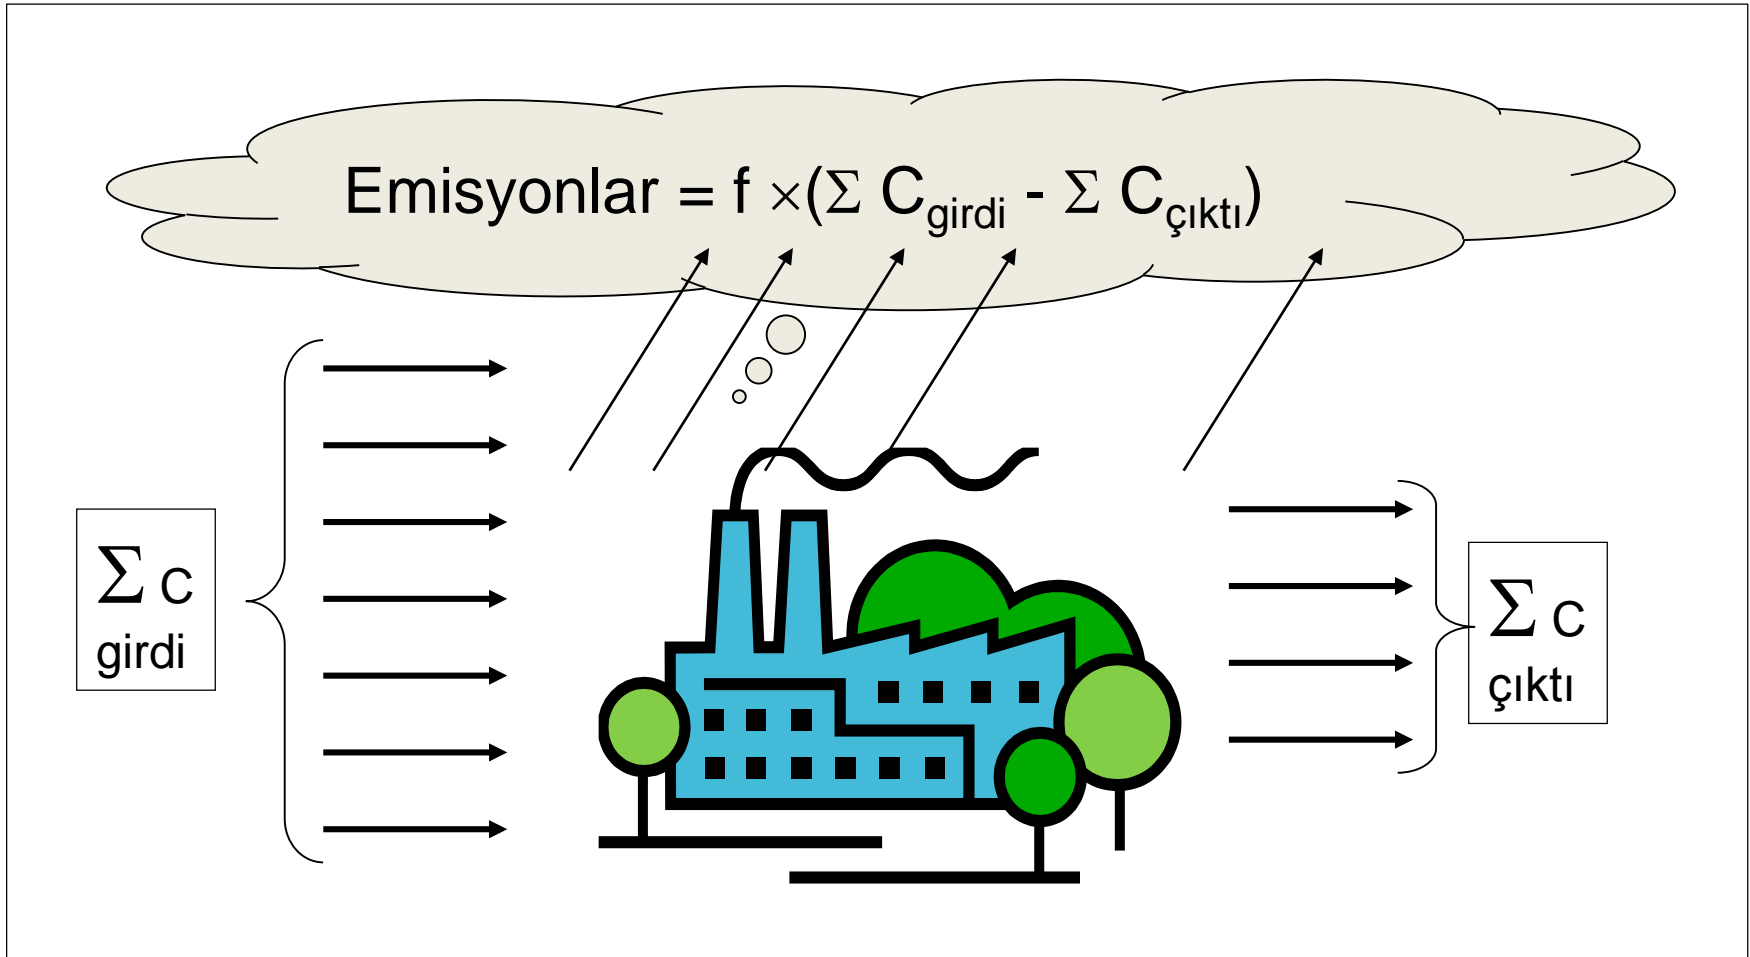 Emisyonlar = f ×(Σ Cgirdi - Σ Cçıktı)
Σ C
girdi
Σ C
çıktı